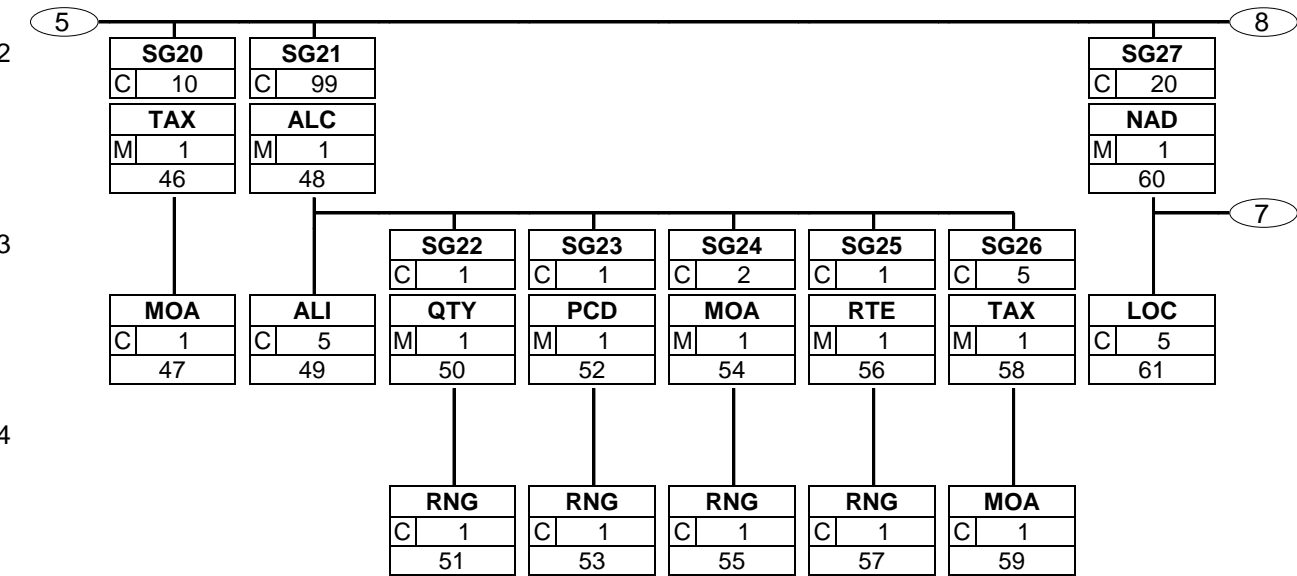 5 8
2 SG20 SG21 SG27
C 10 C 99 C 20
TAX ALC NAD
M 1 M 1 M 1
46 48 60
7
3 SG22 SG23 SG24 SG25 SG26
C 1 C 1 C 2 C 1 C 5
MOA ALI QTY PCD MOA RTE TAX LOC
C 1 C 5 M 1 M 1 M 1 M 1 M 1 C 5
47 49 50 52 54 56 58 61
4
RNG RNG RNG RNG MOA
C 1 C 1 C 1 C 1 C 1
51 53 55 57 59